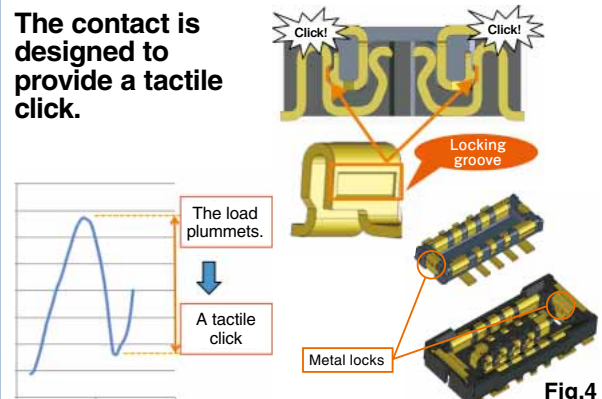 The contact is
designed to
provide a tactile
click.
Click!
Click!
Locking
groove
The load
plummets.
A tactile
click
Metal locks
Fig.4